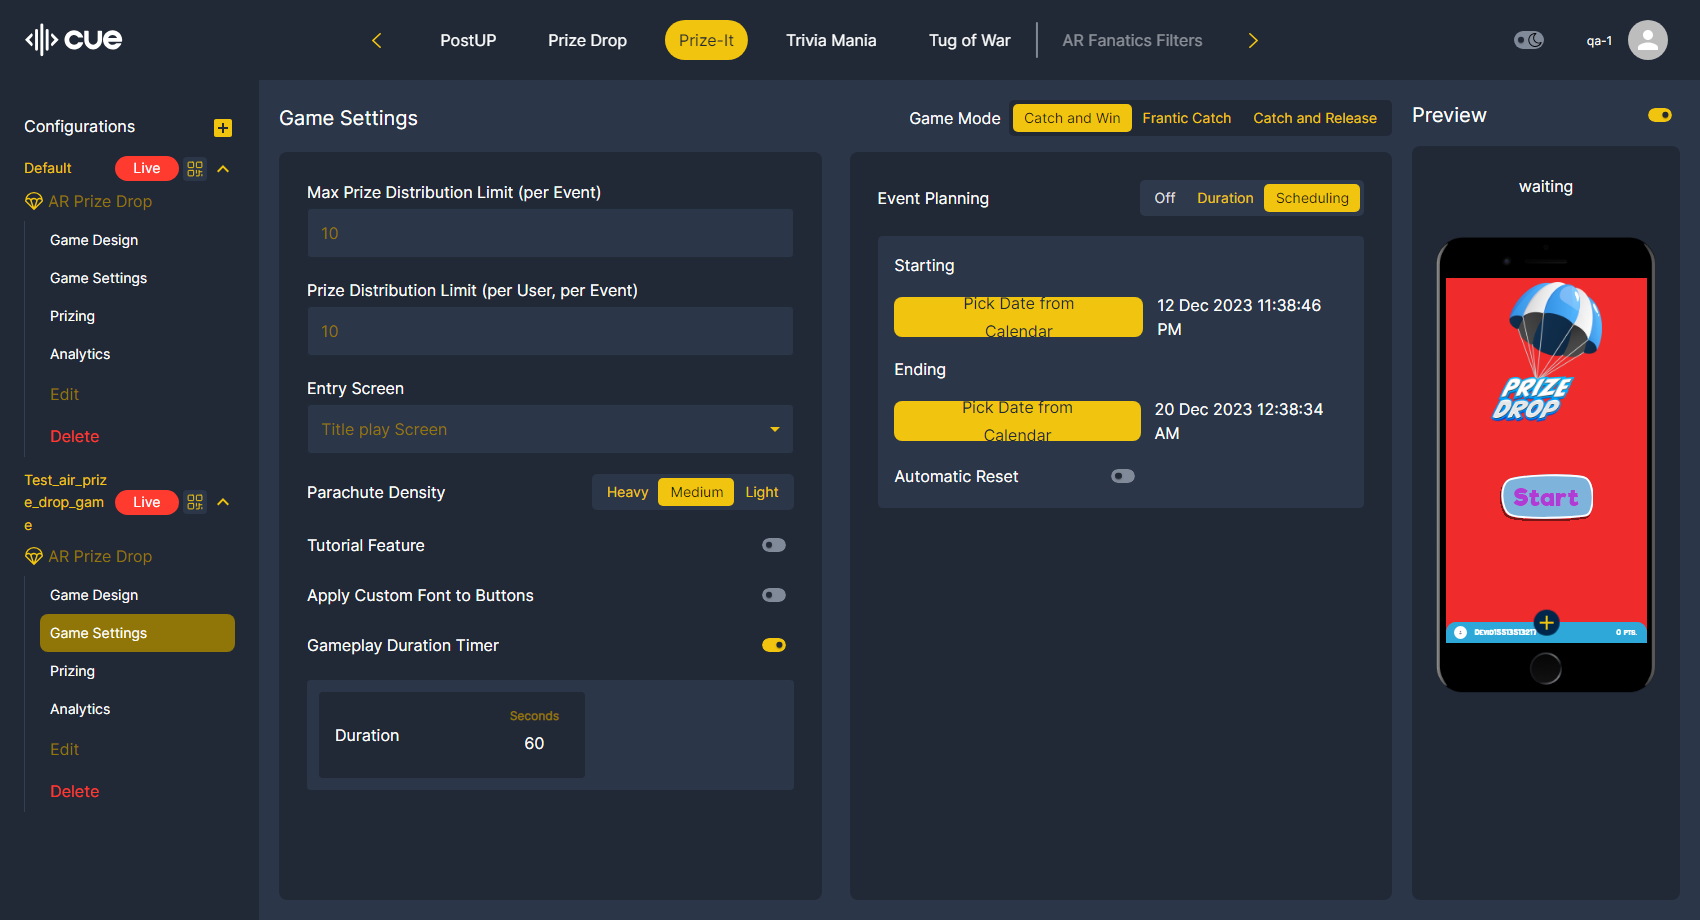 cue
PostUP
Prize Drop
Prize-It
Trivia Mania
Tug of War
AR Fanatics Filters
qa-1
Configurations
Default
Live
AR Prize Drop
Game Design
Game Settings
Prizing
Analytics
Edit
Delete
Test_air_priz
e_drop_gam
e
Live
AR Prize Drop
Game Design
Game Settings
Prizing
Analytics
Edit
Delete
Game Settings
Max Prize Distribution Limit (per Event)
10
Prize Distribution Limit (per User, per Event)
10
Entry Screen
Title play Screen
Parachute Density
Heavy
Medium
Light
Tutorial Feature
Apply Custom Font to Buttons
Gameplay Duration Timer
Duration
Seconds
60
Game Mode
Catch and Win
Frantic Catch
Catch and Release
Event Planning
Off
Duration
Scheduling
Starting
Pick Date from
Calendar
12 Dec 2023 11:38:46
PM
Ending
Pick Date from
Calendar
20 Dec 2023 12:38:34
AM
Automatic Reset
Preview
waiting
PRIZE
DROP
Start
0 PTS.